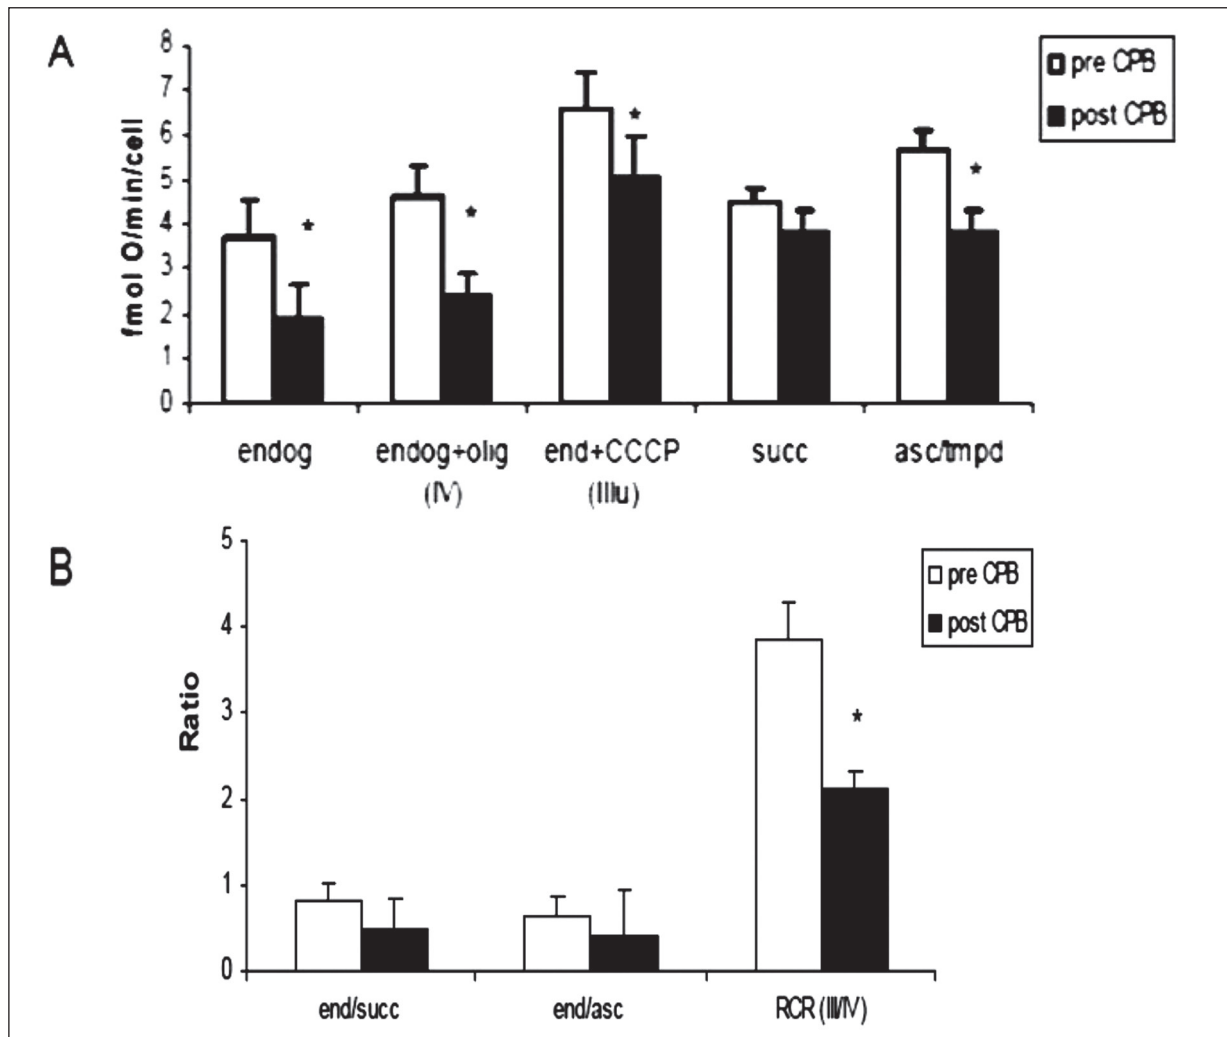 A
fmol O/min/cell
8
7
6
5
4
3
2
1
0
pre CPB
post CPB
*
*
*
*
endog
endog+olig
(IV)
end+CCCP
(IIIu)
succ
asc/tmpd
B
Ratio
5
4
3
2
1
0
pre CPB
post CPB
*
end/succ
end/asc
RCR (III/IV)